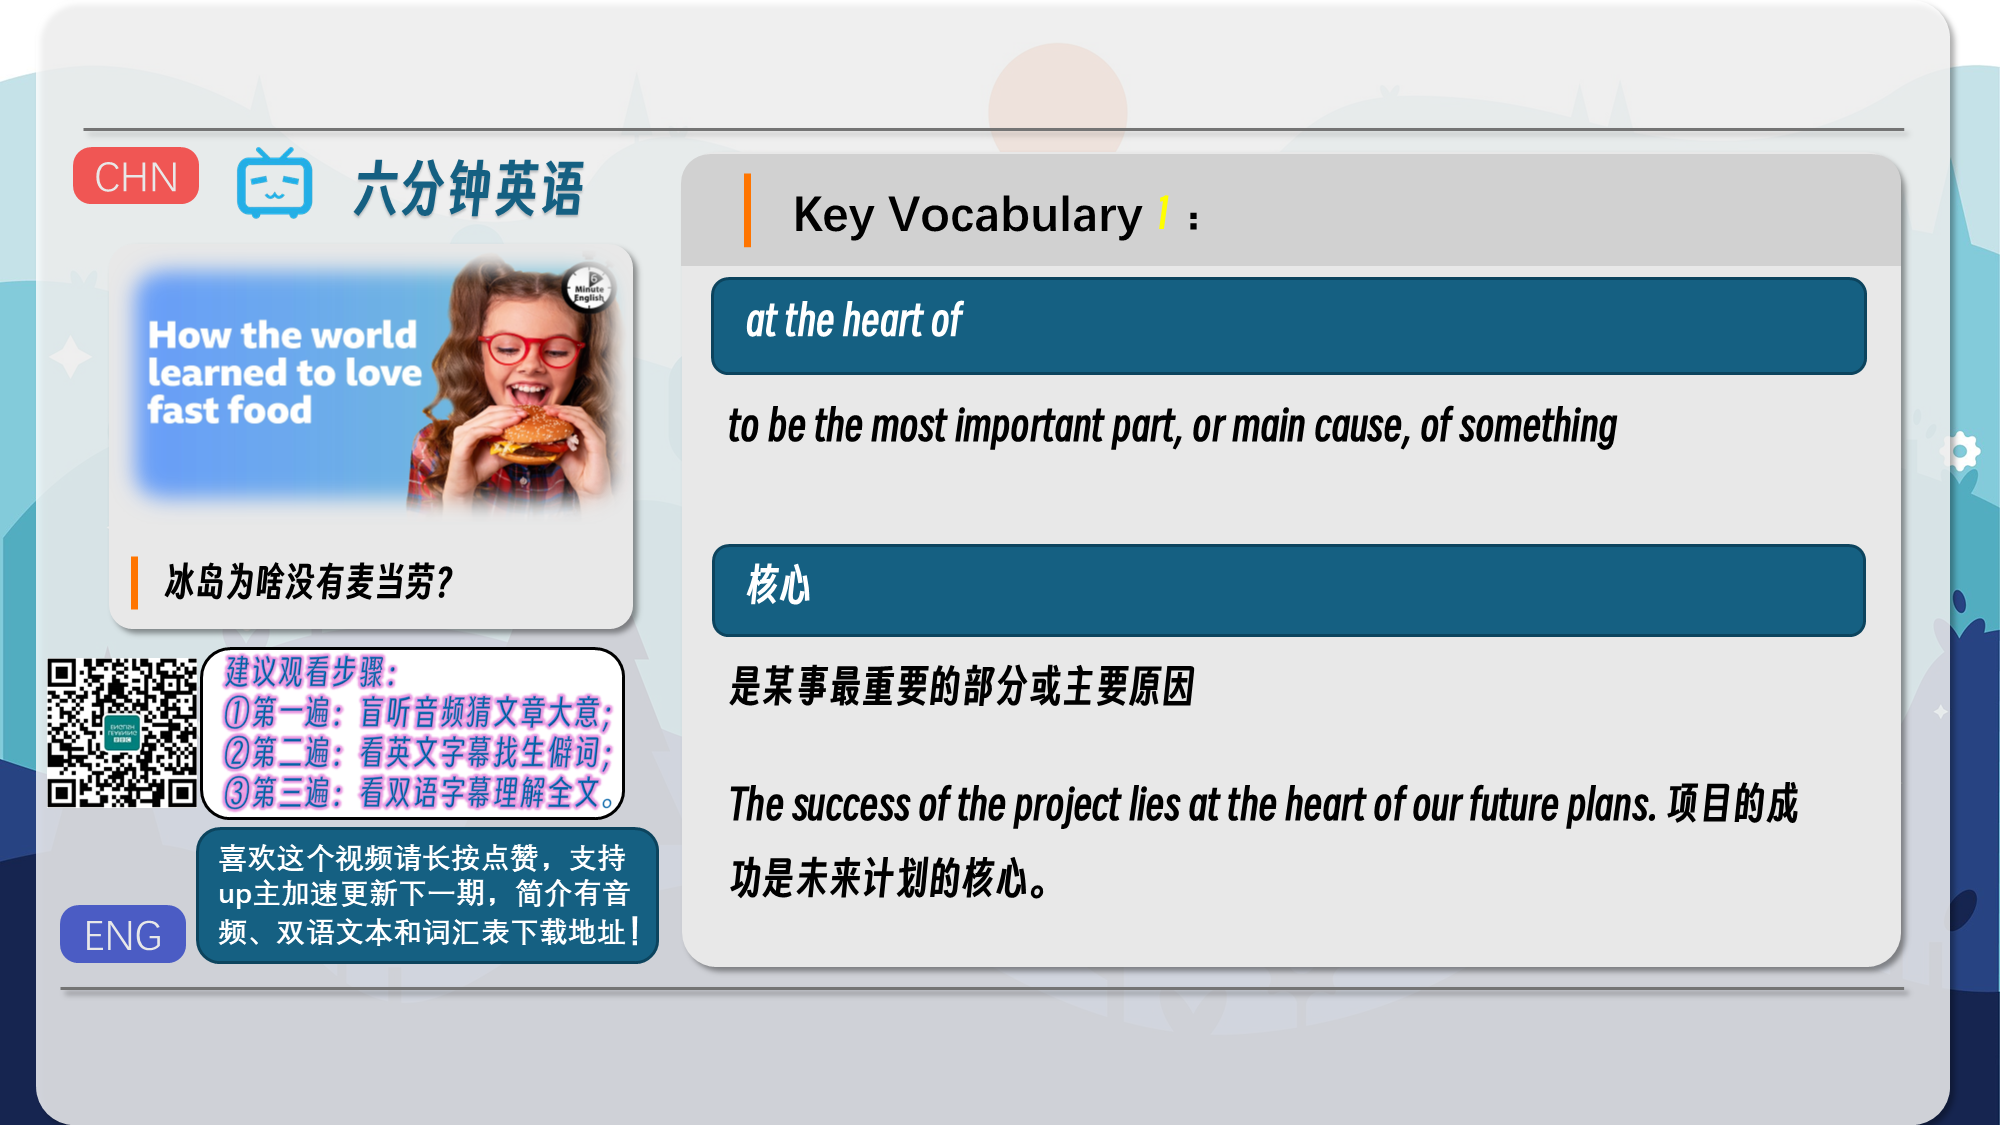 CHN
六分钟英语
6 Minute English
How the world
learned to love
fast food
冰岛为啥没有麦当劳？
建议观看步骤：
①第一遍：盲听音频猜文章大意；
②第二遍：看英文字幕找生僻词；
③第三遍：看双语字幕理解全文。
喜欢这个视频请长按点赞，支持
up主加速更新下一期，简介有音
频、双语文本和词汇表下载地址！
ENG
Key Vocabulary 1：
at the heart of
to be the most important part, or main cause, of something
核心
是某事最重要的部分或主要原因
The success of the project lies at the heart of our future plans. 项目的成
功是未来计划的核心。